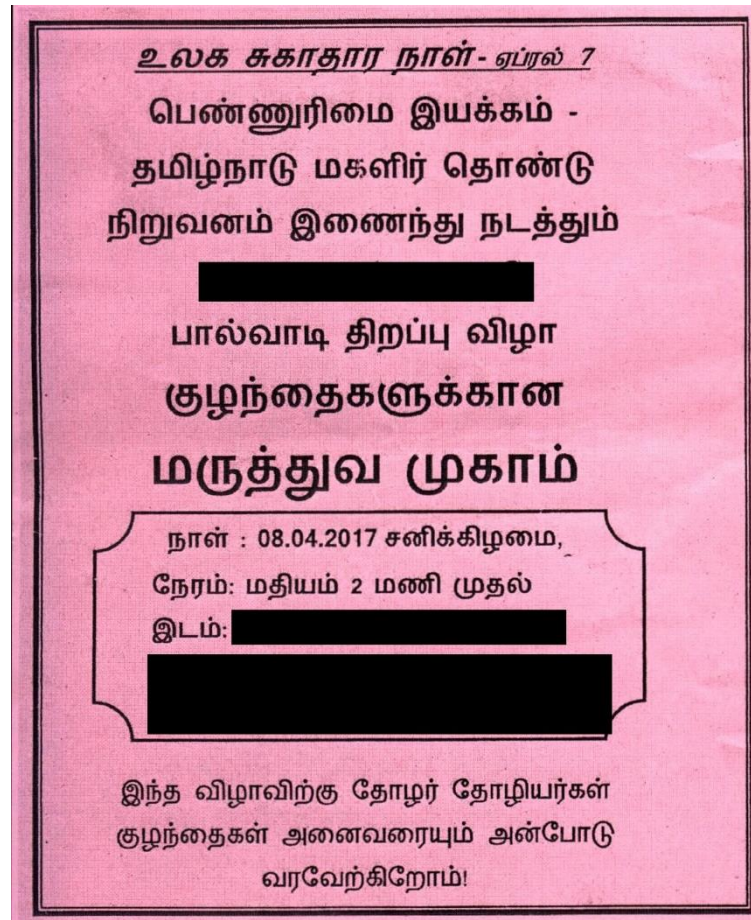 உலக சுகாதார நாள் - ஏப்ரல் 7
பெண்ணுரிமை இயக்கம் -
தமிழ்நாடு மகளிர் தொண்டு
நிறுவனம் இணைந்து நடத்தும்
பால்வாடி திறப்பு விழா
குழந்தைகளுக்கான
மருத்துவ முகாம்
நாள் : 08.04.2017 சனிக்கிழமை,
நேரம்: மதியம் 2 மணி முதல்
இடம்:
இந்த விழாவிற்கு தோழர் தோழியர்கள்
குழந்தைகள் அனைவரையும் அன்போடு
வரவேற்கிறோம்!